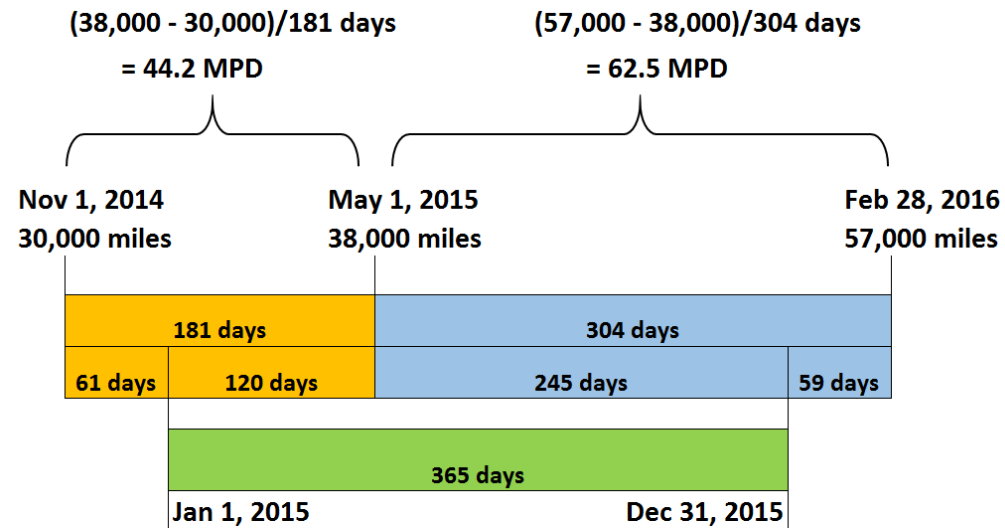 (38,000 - 30,000)/181 days
= 44.2 MPD
(57,000 - 38,000)/304 days
= 62.5 MPD
Nov 1, 2014
30,000 miles
May 1, 2015
38,000 miles
Feb 28, 2016
57,000 miles
181 days
304 days
61 days
120 days
245 days
59 days
365 days
Jan 1, 2015
Dec 31, 2015